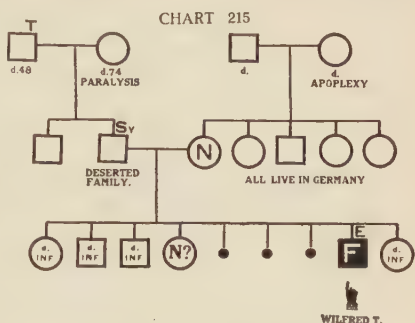 CHART 215
T
d.48
d.74
PARALYSIS
d.
d.
APOPLEXY
Sy
N
DESERTED
FAMILY.
ALL LIVE IN GERMANY
d.
INF
d.
INF
d.
INF
N?
E
F
d.
INF
WILFRED T.